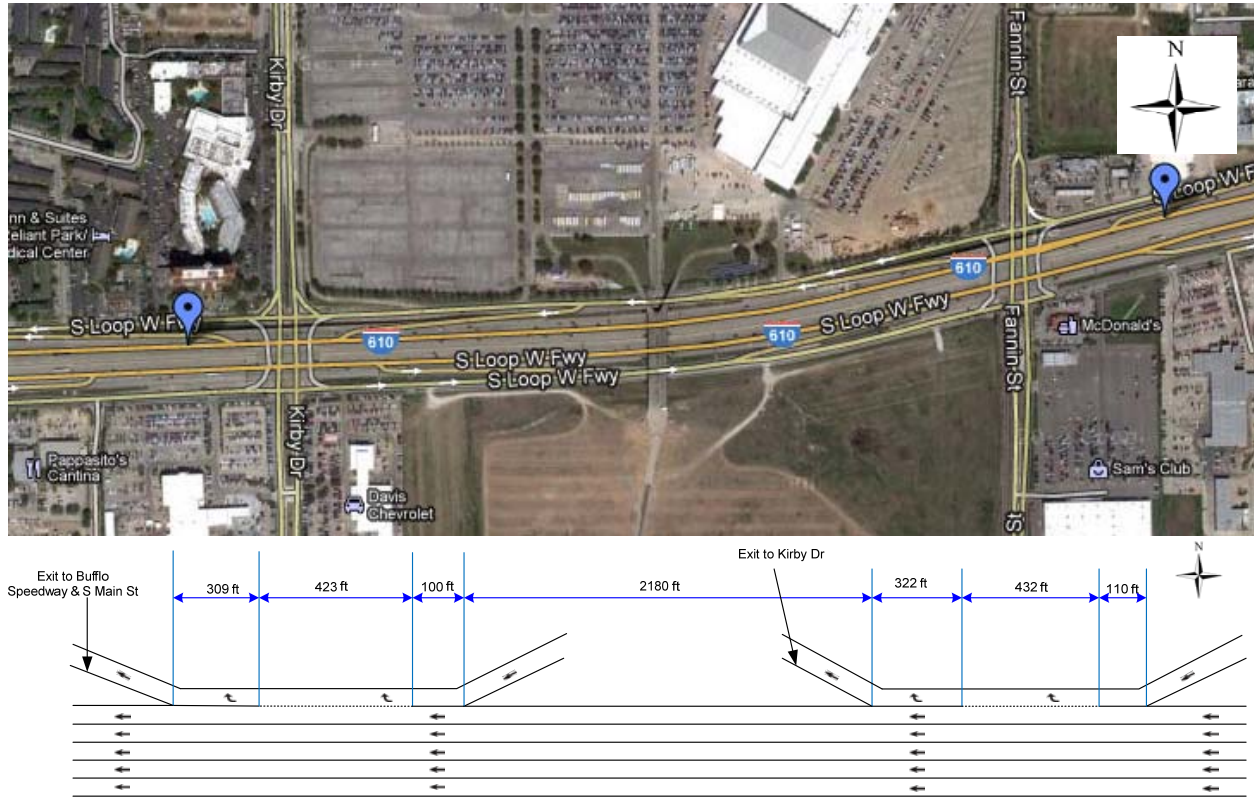 Kirby Dr
Fannin St
N
S Loop W F
nn & Suites
eliant Park/
dical Center
610
S Loop W Fwy
610
S Loop W Fwy
610
S Loop W Fwy
S Loop W Fwy
Fannin St
McDonald's
Kirby Dr
Pappasito's
Cantina
Davis
Chevrolet
Sam's Club
St
N
Exit to Kirby Dr
Exit to Bufflo
Speedway & S Main St
309 ft
423 ft
100 ft
2180 ft
322 ft
432 ft
110 ft